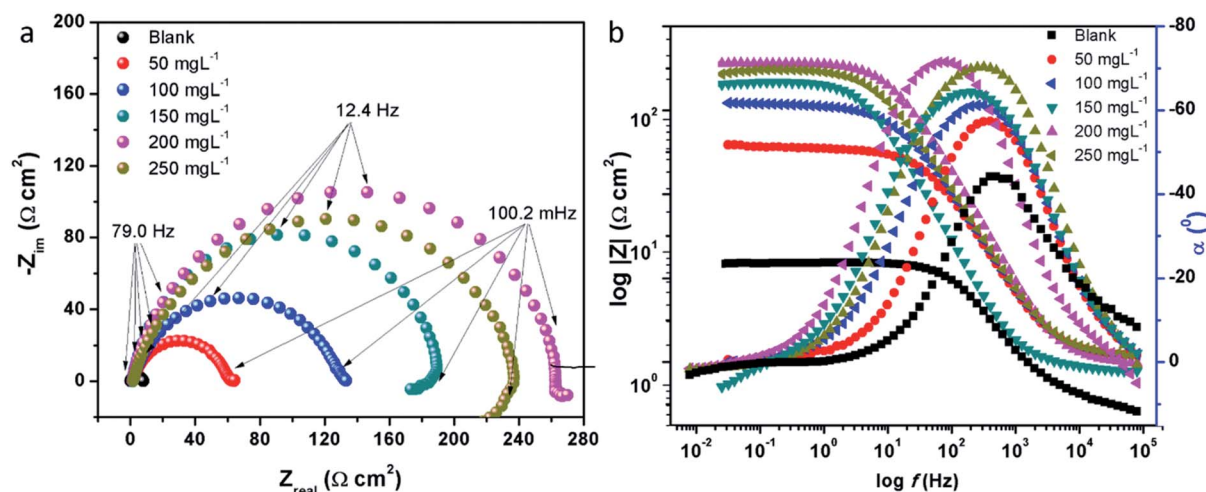 a
200
160
120
80
40
0
-Z_im (Ω cm²)
Blank
50 mgL⁻¹
100 mgL⁻¹
150 mgL⁻¹
200 mgL⁻¹
250 mgL⁻¹
12.4 Hz
79.0 Hz
100.2 mHz
0 40 80 120 160 200 240 280
270
Z_real (Ω cm²)
b
10²
10¹
10⁰
log |Z| (Ω cm²)
Blank
50 mgL⁻¹
100 mgL⁻¹
150 mgL⁻¹
200 mgL⁻¹
250 mgL⁻¹
-80
-60
-40
-20
0
α (⁰)
10⁻² 10⁻¹ 10⁰ 10¹ 10² 10³ 10⁴ 10⁵
log f (Hz)